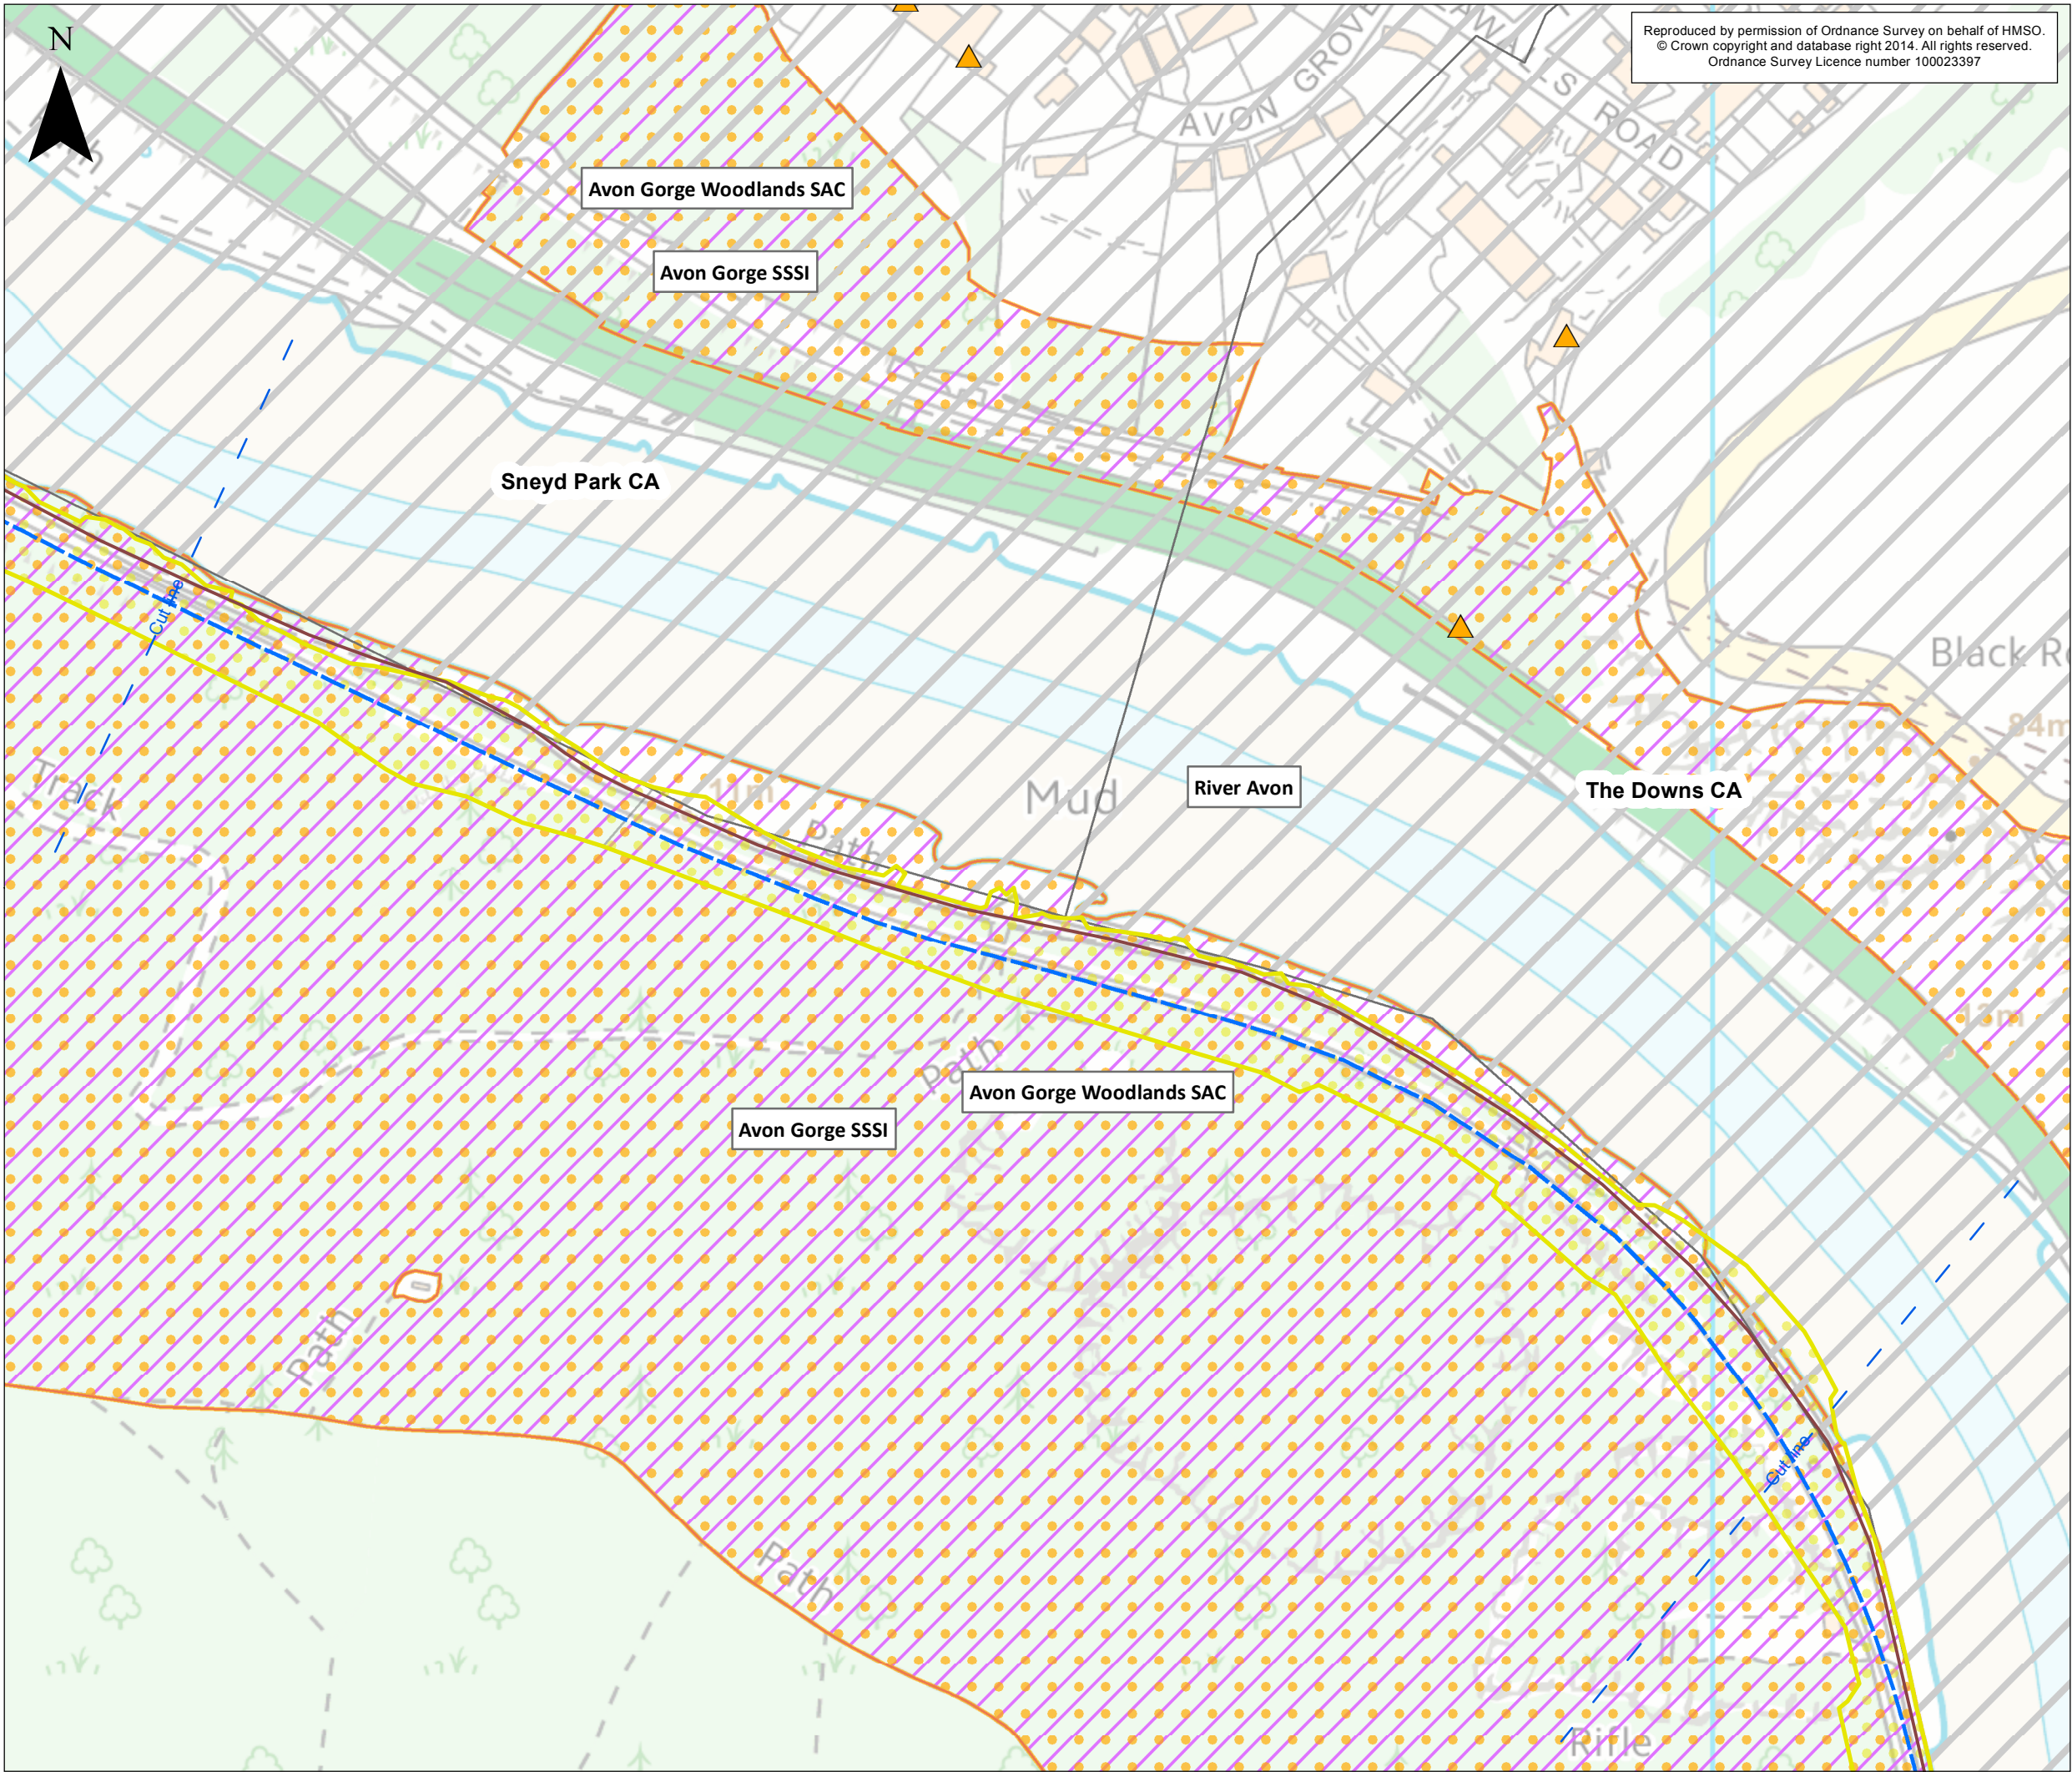 N
Reproduced by permission of Ordnance Survey on behalf of HMSO.
© Crown copyright and database right 2014. All rights reserved.
Ordnance Survey Licence number 100023397
AVON GROVE
S ROAD
Avon Gorge Woodlands SAC
Avon Gorge SSSI
Sneyd Park CA
Cut line
Black R
84m
Track
11m
Mud
River Avon
The Downs CA
Path
13m
Path
Avon Gorge Woodlands SAC
Avon Gorge SSSI
Path
Cut line
Path
Rifle